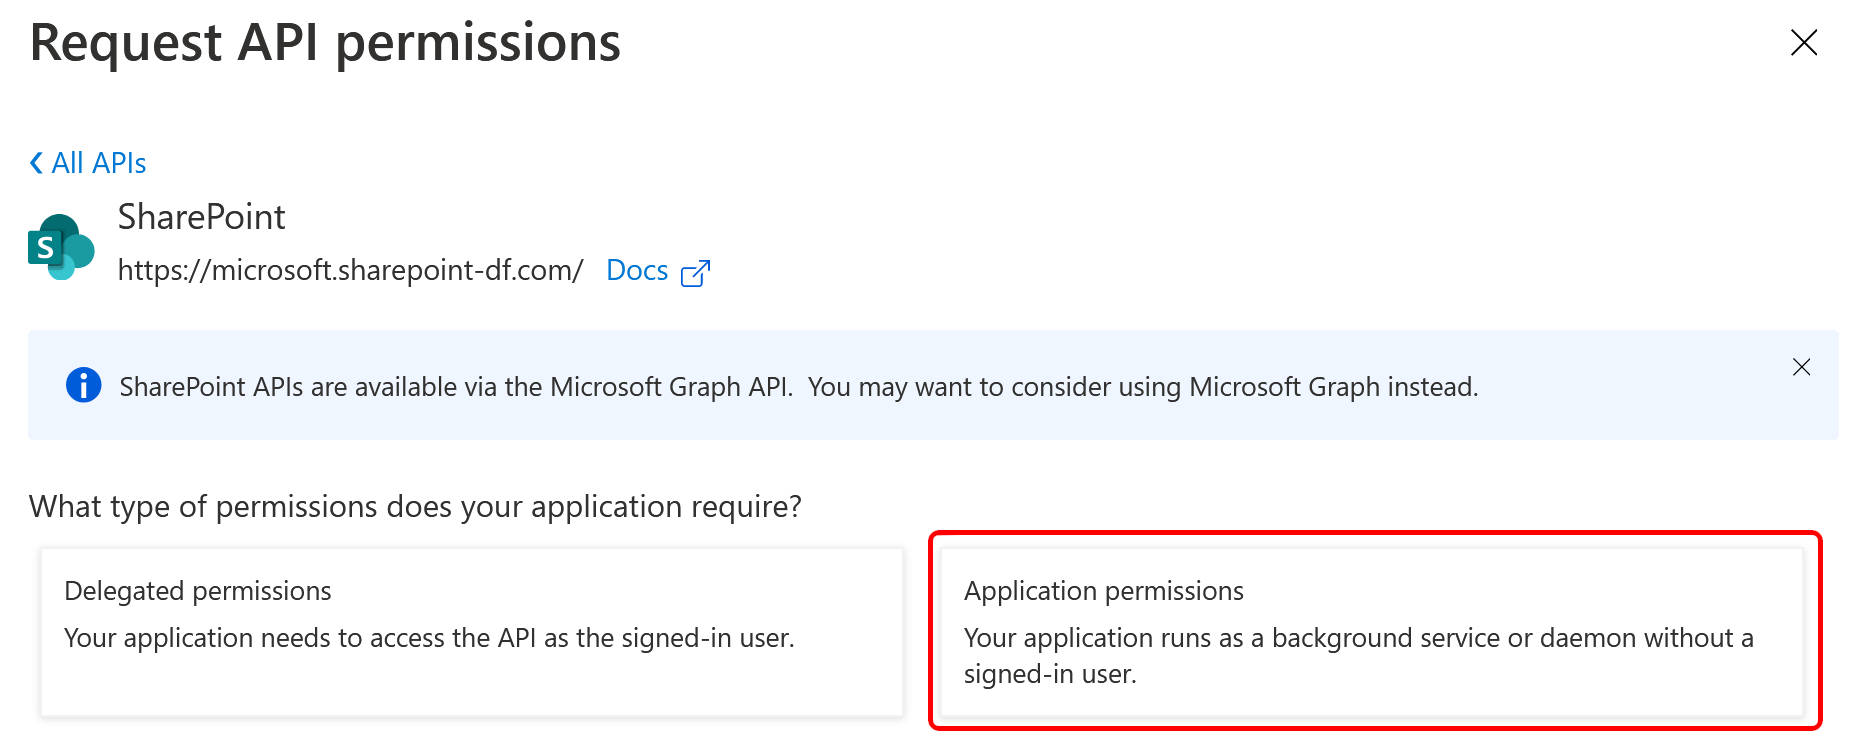 Request API permissions
All APIs
S
SharePoint
https://microsoft.sharepoint-df.com/ Docs
SharePoint APIs are available via the Microsoft Graph API.  You may want to consider using Microsoft Graph instead.
What type of permissions does your application require?
Delegated permissions
Your application needs to access the API as the signed-in user.
Application permissions
Your application runs as a background service or daemon without a
signed-in user.